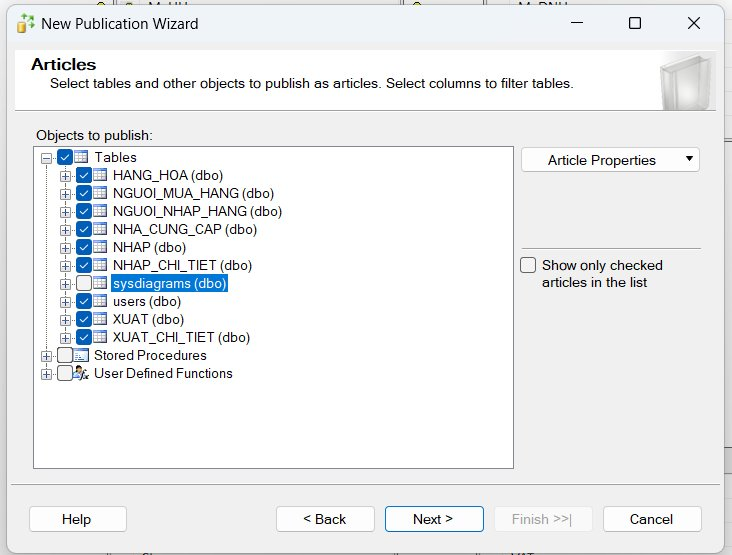 New Publication Wizard
Articles
Select tables and other objects to publish as articles. Select columns to filter tables.
Objects to publish:
Tables
HANG_HOA (dbo)
NGUOI_MUA_HANG (dbo)
NGUOI_NHAP_HANG (dbo)
NHA_CUNG_CAP (dbo)
NHAP (dbo)
NHAP_CHI_TIET (dbo)
sysdiagrams (dbo)
users (dbo)
XUAT (dbo)
XUAT_CHI_TIET (dbo)
Stored Procedures
User Defined Functions
Article Properties
Show only checked
articles in the list
Help
< Back
Next >
Finish >>|
Cancel